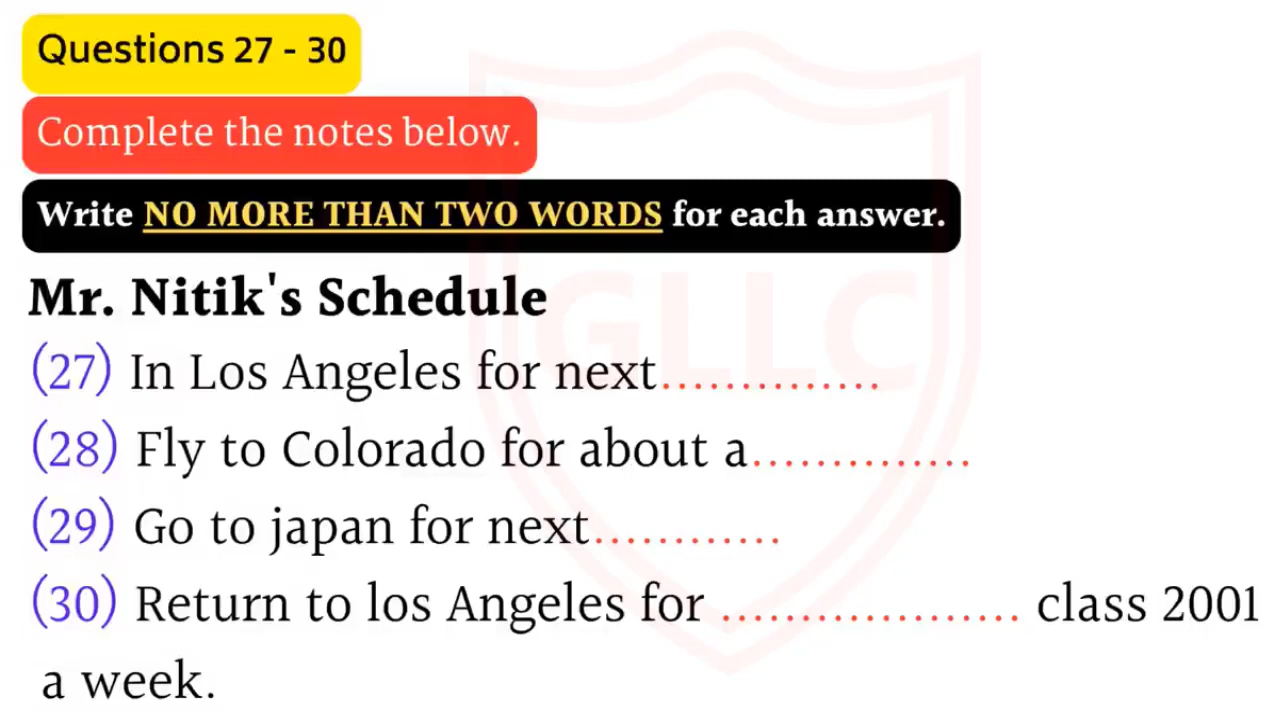 Questions 27 - 30
Complete the notes below.
Write NO MORE THAN TWO WORDS for each answer.
Mr. Nitik's Schedule
(27) In Los Angeles for next..............
(28) Fly to Colorado for about a..............
(29) Go to japan for next............
(30) Return to los Angeles for ................... class 2001
a week.
GLLC